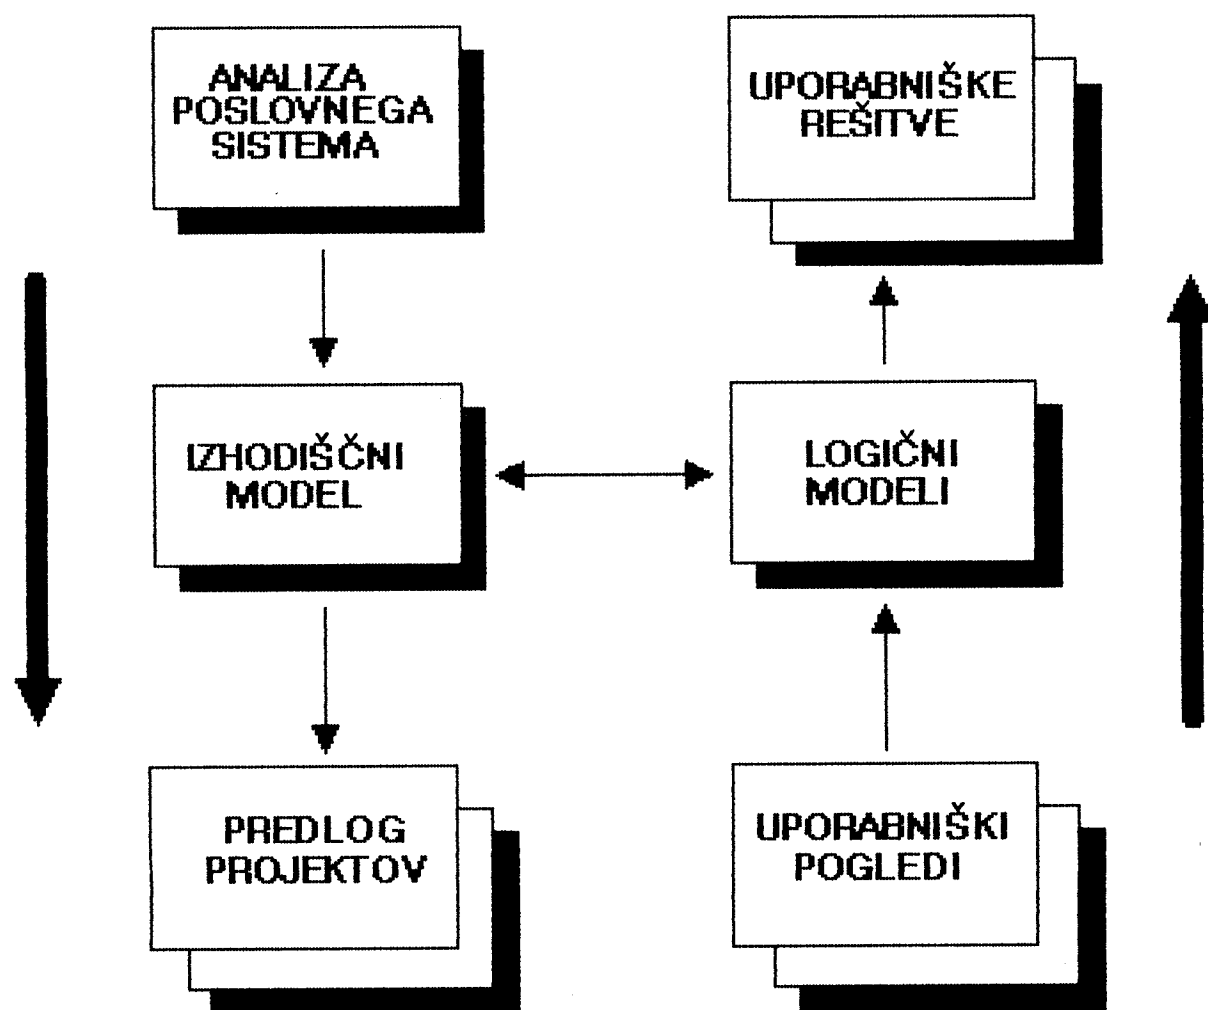 ANALIZA
POSLOVNEGA
SISTEMA
UPORABNIŠKE
REŠITVE
IZHODIŠČNI
MODEL
LOGIČNI
MODELI
PREDLOG
PROJEKTOV
UPORABNIŠKI
POGLEDI